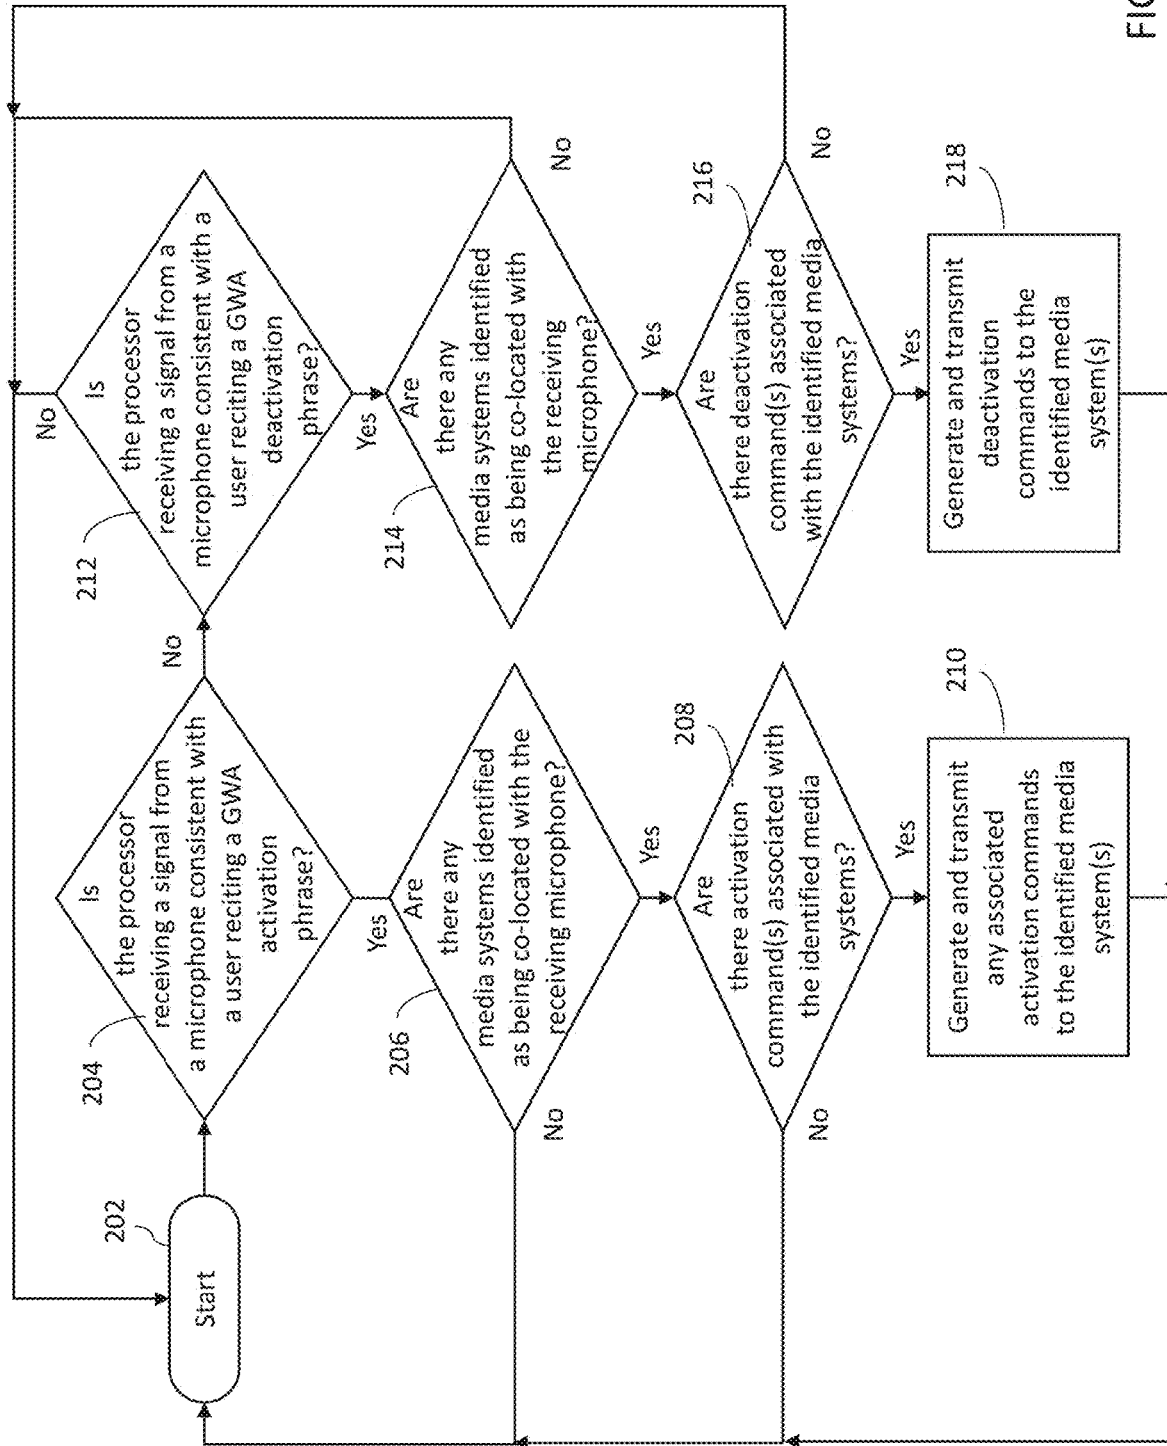 202
Start
204
Is
the processor
receiving a signal from
a microphone consistent with
a user reciting a GWA
activation
phrase?
No
Yes
206
Are
there any
media systems identified
as being co-located with the
receiving microphone?
No
Yes
208
Are
there activation
command(s) associated with
the identified media
systems?
No
Yes
210
Generate and transmit
any associated
activation commands
to the identified media
system(s)
212
Is
the processor
receiving a signal from a
microphone consistent with a
user reciting a GWA
deactivation
phrase?
No
Yes
214
Are
there any
media systems identified
as being co-located with
the receiving
microphone?
No
Yes
216
Are
there deactivation
command(s) associated
with the identified media
systems?
No
Yes
218
Generate and transmit
deactivation
commands to the
identified media
system(s)
FIG